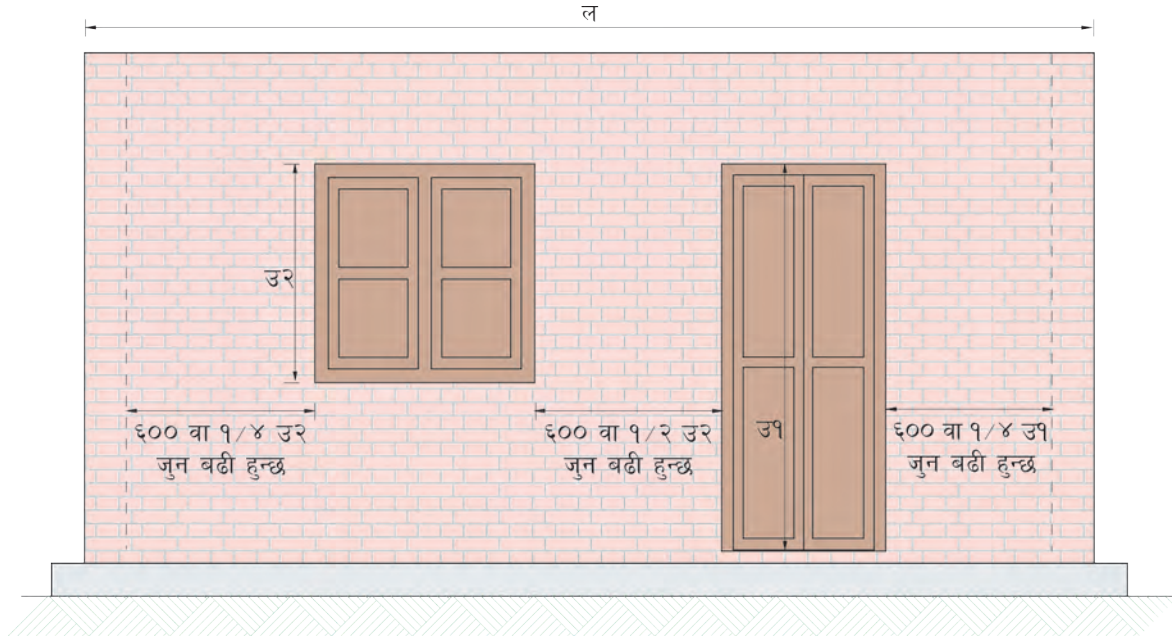 ल
उ२
६०० वा १/४ उ२
जुन बढी हुन्छ
६०० वा १/२ उ२
जुन बढी हुन्छ
उ१
६०० वा १/४ उ१
जुन बढी हुन्छ